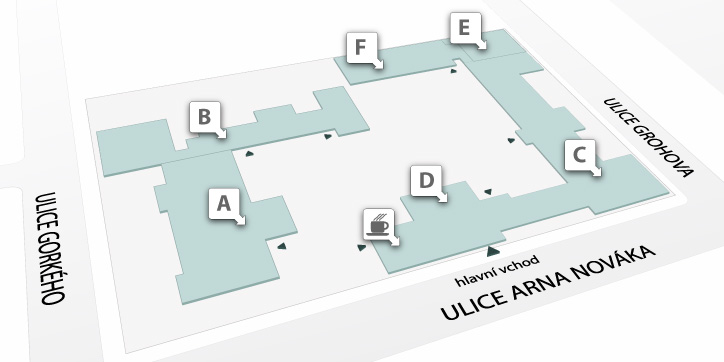 E
F
B
ULICE GROHOVA
C
D
A
ULICE GORKÉHO
hlavní vchod
ULICE ARNA NOVÁKA